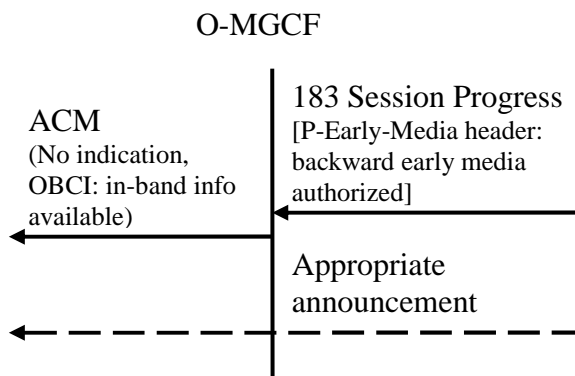 O-MGCF
183 Session Progress
[P-Early-Media header:
backward early media
authorized]
ACM
(No indication,
OBCI: in-band info
available)
Appropriate
announcement